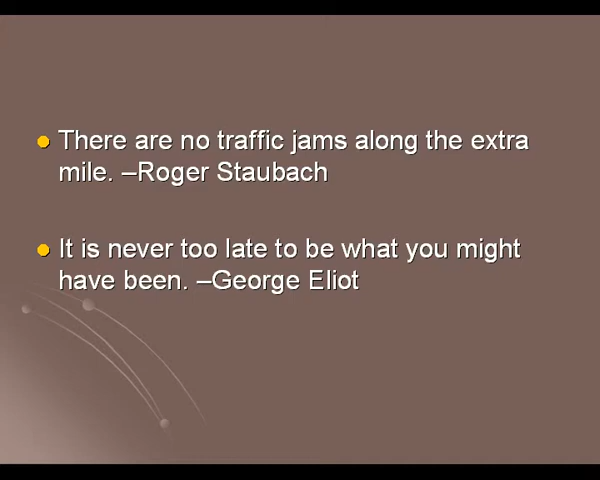 There are no traffic jams along the extra
mile. –Roger Staubach
It is never too late to be what you might
have been. –George Eliot